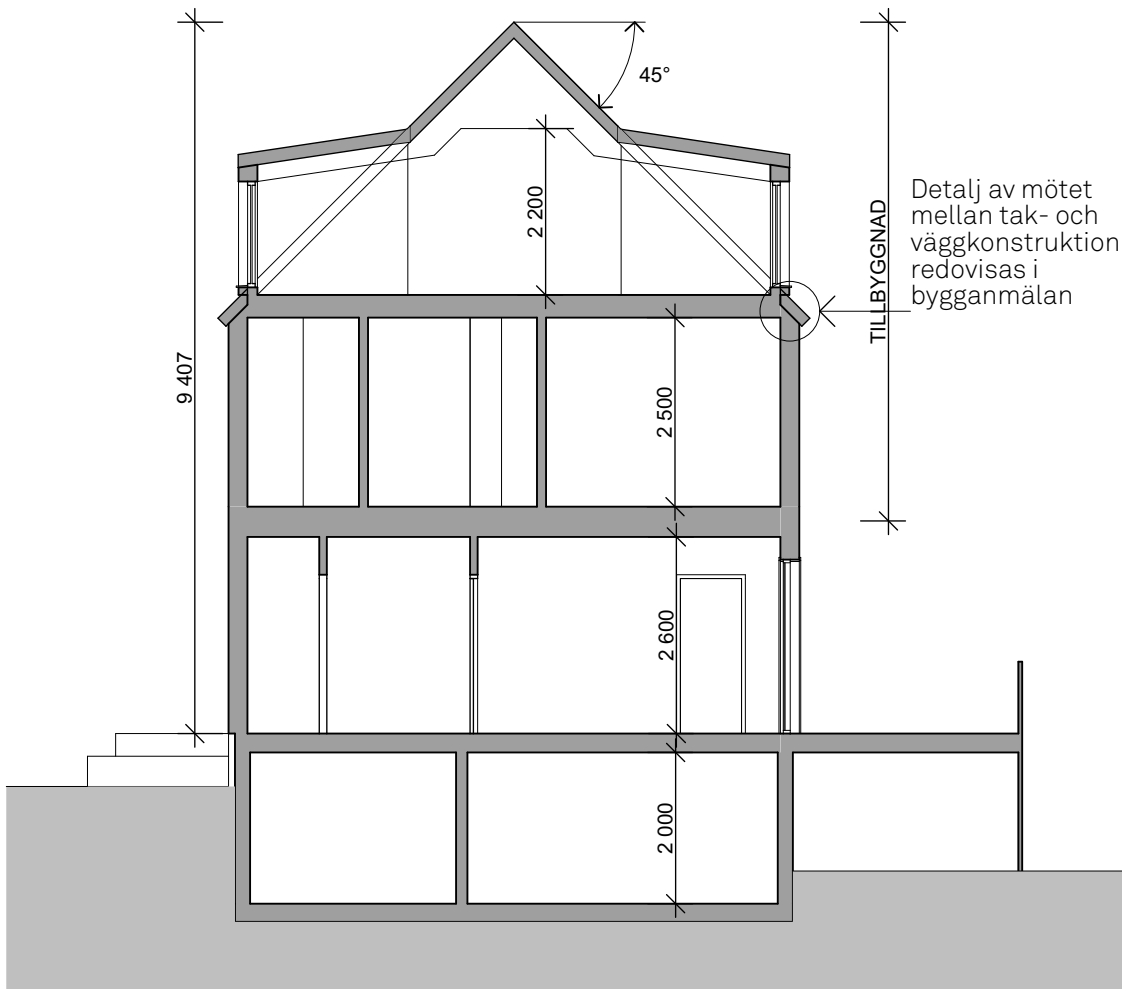 45°
2 200
TILLBYGGNAD
Detalj av mötet
mellan tak- och
väggkonstruktion
redovisas i
bygganmälan
9 407
2 500
2 600
2 000